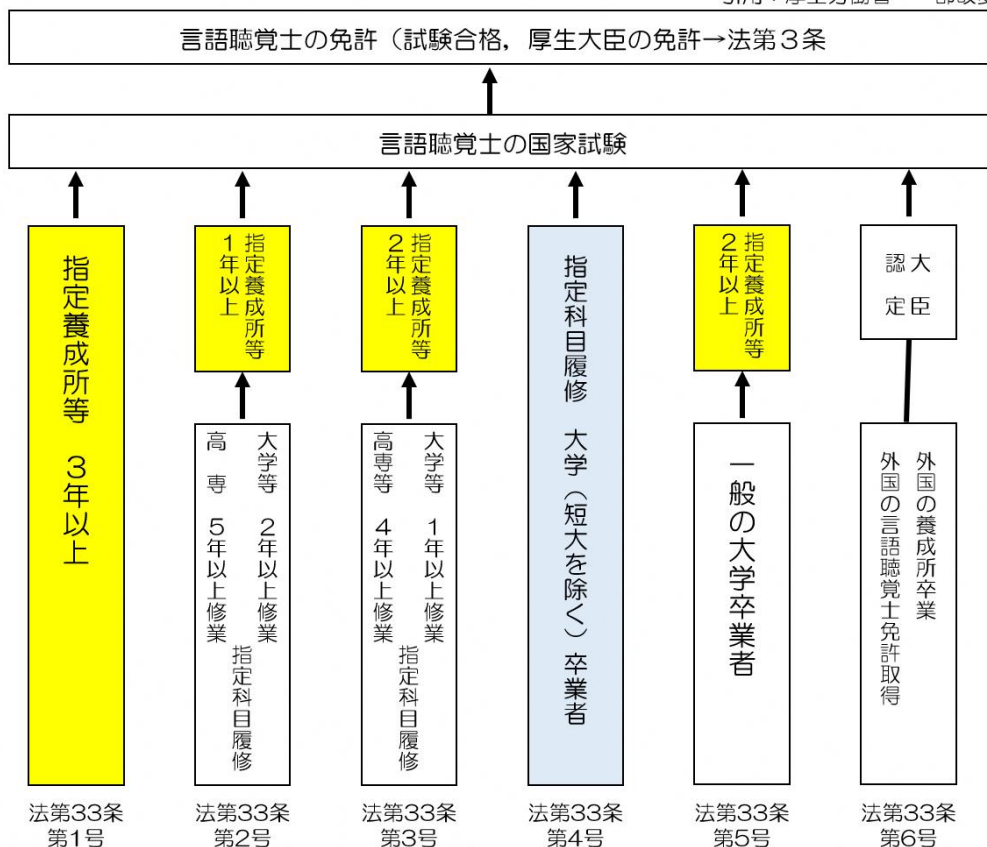 言語聴覚士の免許（試験合格，厚生大臣の免許→法第３条
言語聴覚士の国家試験
指定養成所等　３年以上
指定養成所等
１年以上
大学等　２年以上修業
高　専　５年以上修業
指定科目履修
指定養成所等
２年以上
大学等　１年以上修業
高専等　４年以上修業
指定科目履修
指定科目履修　大学（短大を除く）卒業者
指定養成所等
２年以上
一般の大学卒業者
大臣
認定
外国の養成所卒業
外国の言語聴覚士免許取得
法第33条
第1号
法第33条
第2号
法第33条
第3号
法第33条
第4号
法第33条
第5号
法第33条
第6号